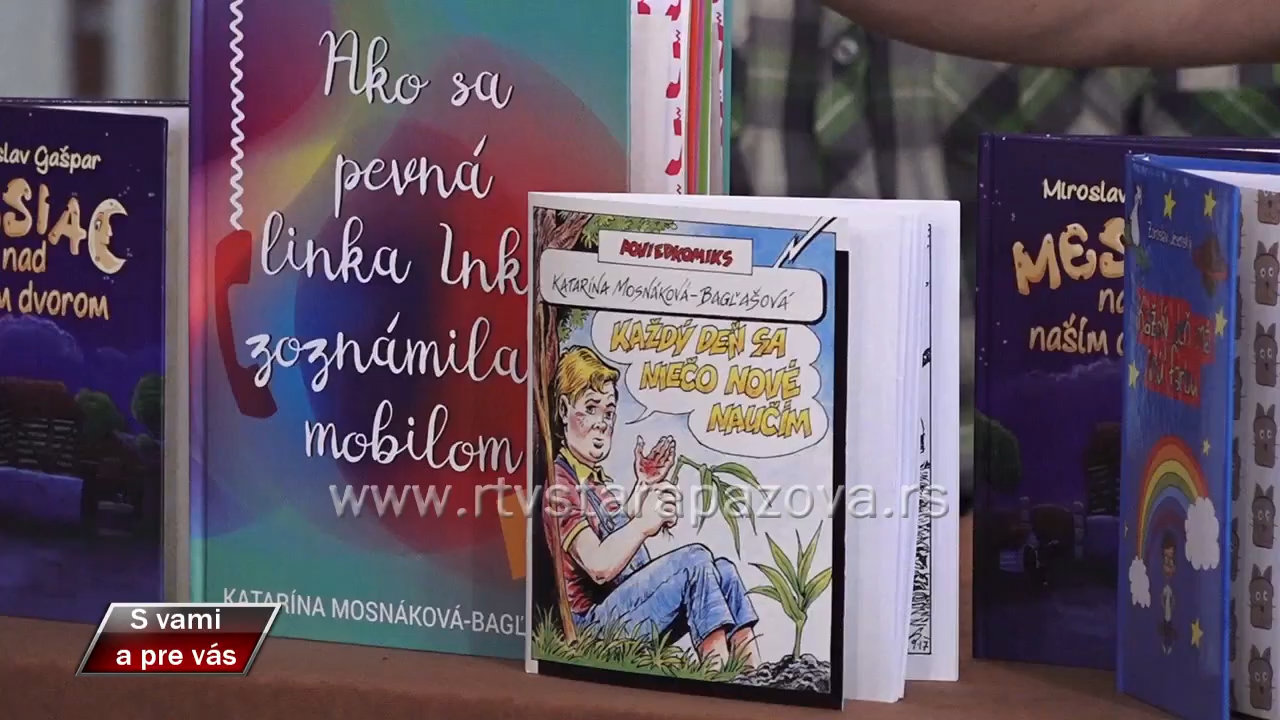 slav Gašpar
SIAC
nad
m dvorom
Ako sa
pevná
linka Ink
zoznámila
mobilom
KATARÍNA MOSNÁKOVÁ-BAGĽ
POVIEDKOMIKS
KATARÍNA MOSNÁKOVÁ-BAGĽAŠOVÁ
KAŽDÝ DEŇ SA
NIEČO NOVÉ
NAUČÍM
MIROSLAV
MES
na
naším
www.rtvstarapazova.rs
S vami
a pre vás